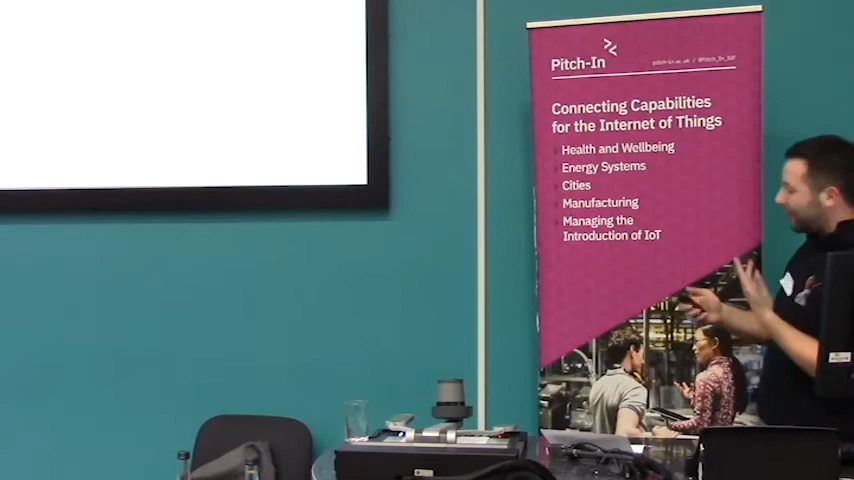 Pitch-In
pitch-in.ac.uk / @Pitch_In_IoT
Connecting Capabilities
for the Internet of Things
Health and Wellbeing
Energy Systems
Cities
Manufacturing
Managing the
Introduction of IoT